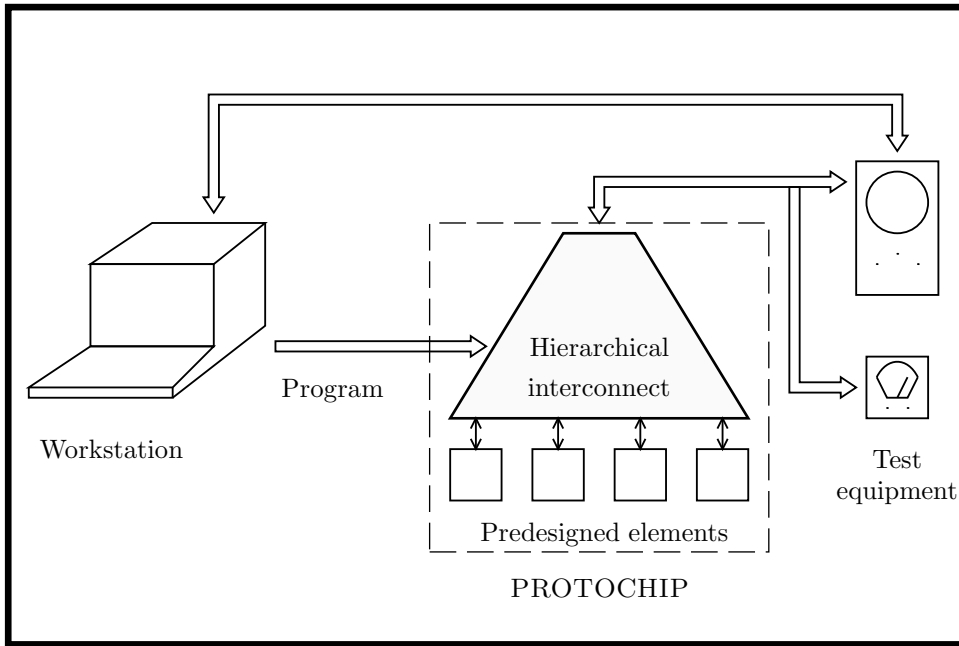 Hierarchical
interconnect
Program
Workstation
Test
equipment
Predesigned elements
PROTOCHIP